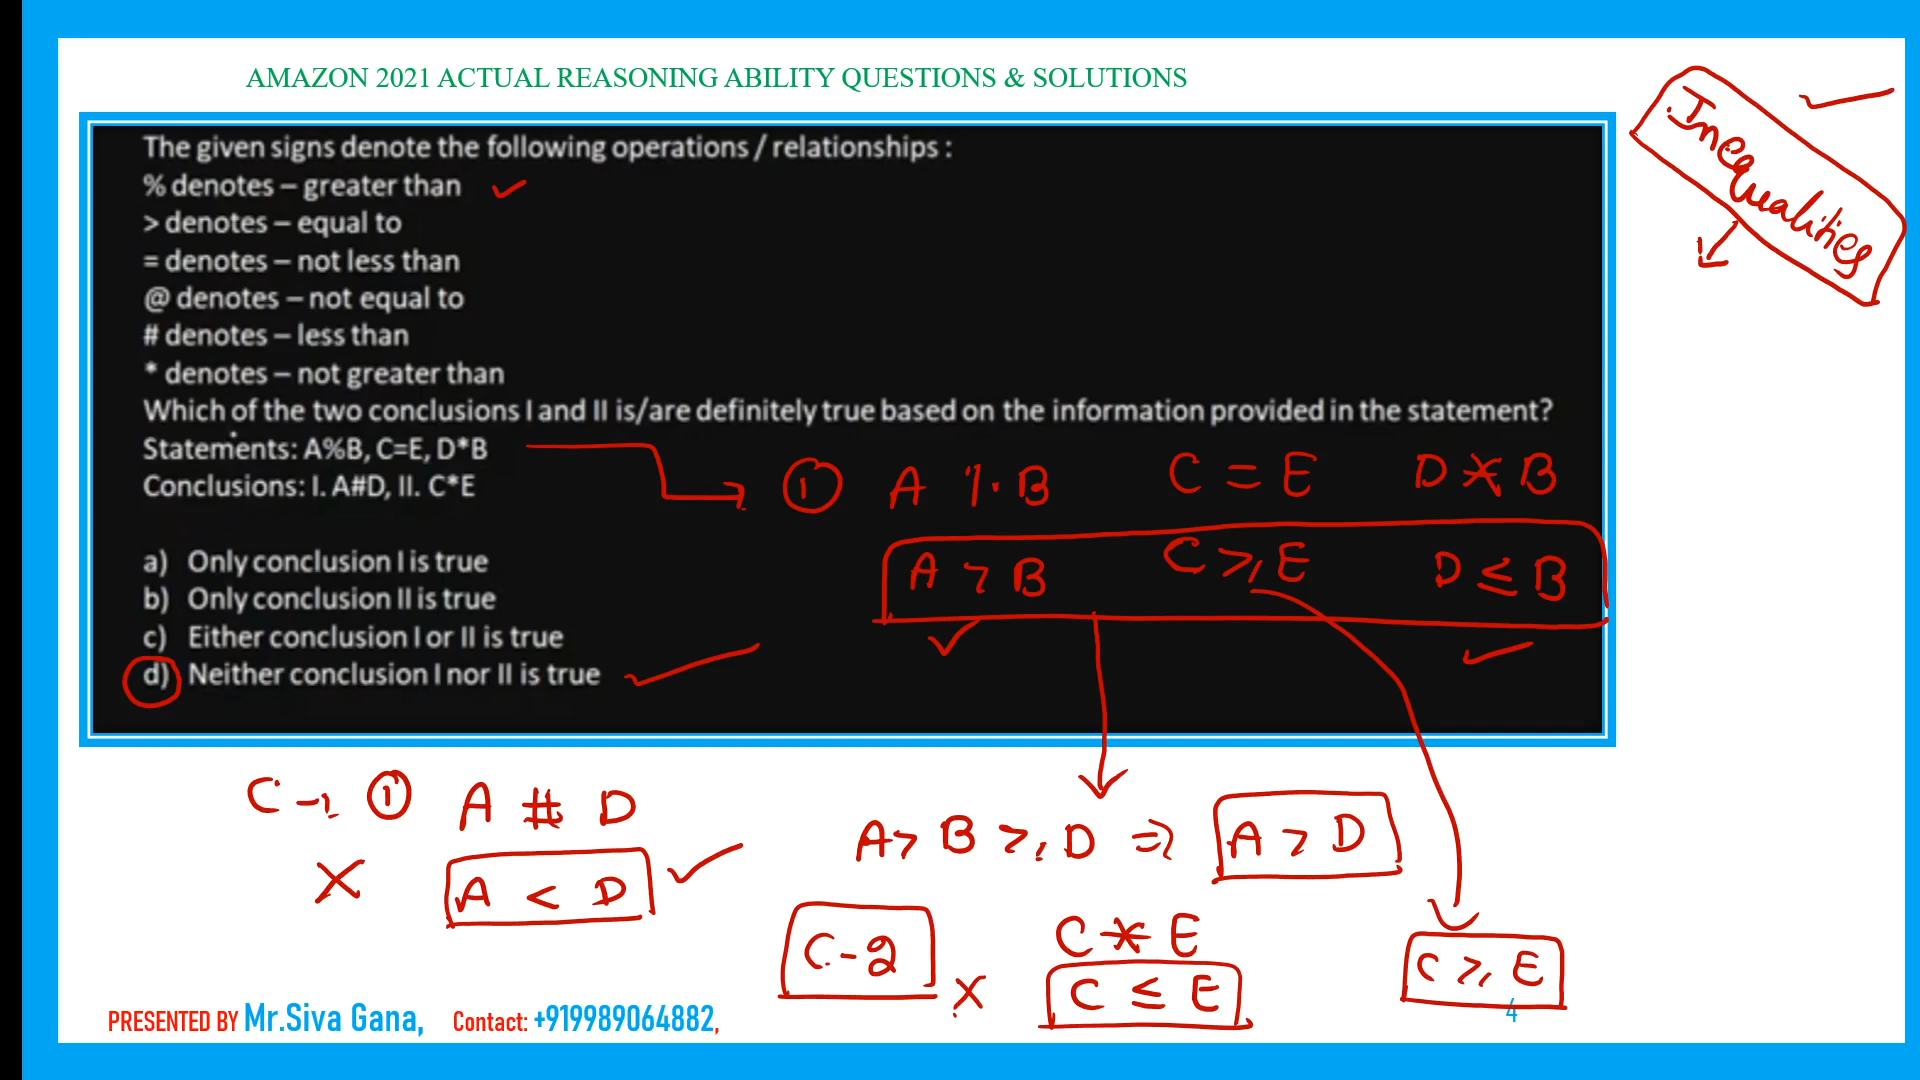 AMAZON 2021 ACTUAL REASONING ABILITY QUESTIONS & SOLUTIONS
Inequalities
The given signs denote the following operations / relationships :
% denotes – greater than
> denotes – equal to
= denotes – not less than
@ denotes – not equal to
# denotes – less than
* denotes – not greater than
Which of the two conclusions I and II is/are definitely true based on the information provided in the statement?
Statements: A%B, C=E, D*B
Conclusions: I. A#D, II. C*E
① A % B C = E D * B
A > B C ≥ E D ≤ B
a) Only conclusion I is true
b) Only conclusion II is true
c) Either conclusion I or II is true
d) Neither conclusion I nor II is true
C → ① A # D
A < D
A > B ≥ D ⇒ A > D
C-2 C * E
C ≤ E
C ≥ E
PRESENTED BY Mr.Siva Gana, Contact: +919989064882,
4